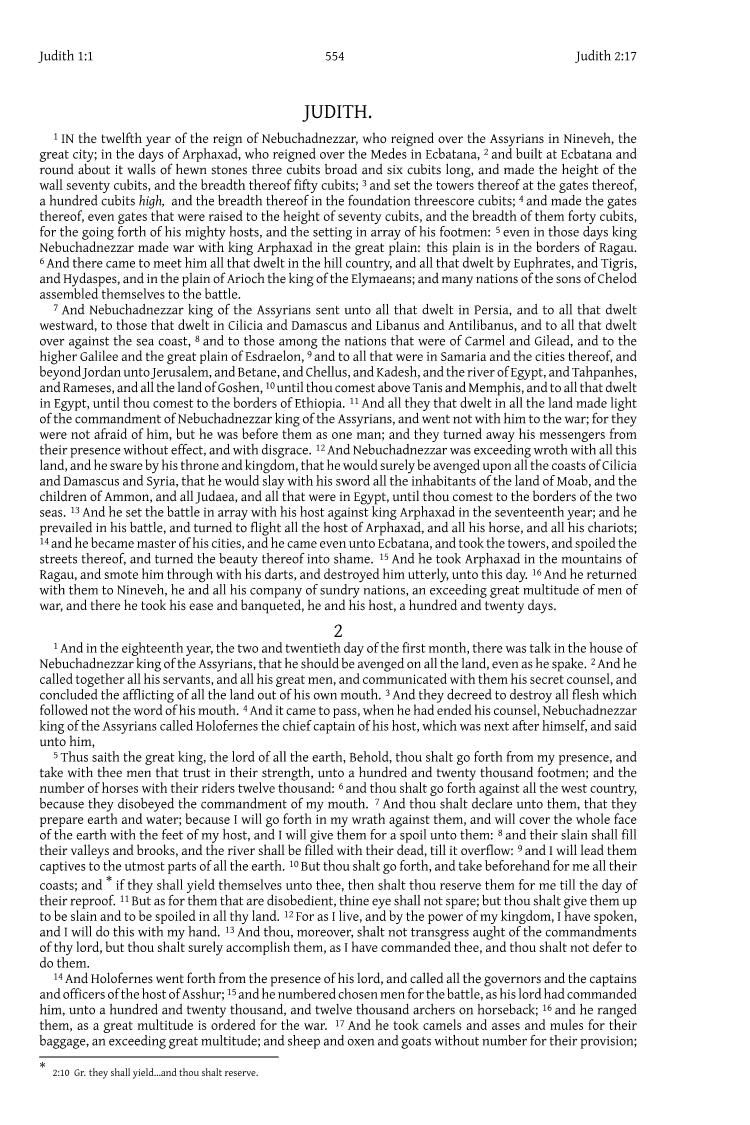 Judith 1:1 554 Judith 2:17
JUDITH.
1 IN the twelfth year of the reign of Nebuchadnezzar, who reigned over the Assyrians in Nineveh, the
great city; in the days of Arphaxad, who reigned over the Medes in Ecbatana, 2 and built at Ecbatana and
round about it walls of hewn stones three cubits broad and six cubits long, and made the height of the
wall seventy cubits, and the breadth thereof fifty cubits; 3 and set the towers thereof at the gates thereof,
a hundred cubits high, and the breadth thereof in the foundation threescore cubits; 4 and made the gates
thereof, even gates that were raised to the height of seventy cubits, and the breadth of them forty cubits,
for the going forth of his mighty hosts, and the setting in array of his footmen: 5 even in those days king
Nebuchadnezzar made war with king Arphaxad in the great plain: this plain is in the borders of Ragau.
6 And there came to meet him all that dwelt in the hill country, and all that dwelt by Euphrates, and Tigris,
and Hydaspes, and in the plain of Arioch the king of the Elymaeans; and many nations of the sons of Chelod
assembled themselves to the battle.
7 And Nebuchadnezzar king of the Assyrians sent unto all that dwelt in Persia, and to all that dwelt
westward, to those that dwelt in Cilicia and Damascus and Libanus and Antilibanus, and to all that dwelt
over against the sea coast, 8 and to those among the nations that were of Carmel and Gilead, and to the
higher Galilee and the great plain of Esdraelon, 9 and to all that were in Samaria and the cities thereof, and
beyond Jordan unto Jerusalem, and Betane, and Chellus, and Kadesh, and the river of Egypt, and Tahpanhes,
and Rameses, and all the land of Goshen, 10 until thou comest above Tanis and Memphis, and to all that dwelt
in Egypt, until thou comest to the borders of Ethiopia. 11 And all they that dwelt in all the land made light
of the commandment of Nebuchadnezzar king of the Assyrians, and went not with him to the war; for they
were not afraid of him, but he was before them as one man; and they turned away his messengers from
their presence without effect, and with disgrace. 12 And Nebuchadnezzar was exceeding wroth with all this
land, and he sware by his throne and kingdom, that he would surely be avenged upon all the coasts of Cilicia
and Damascus and Syria, that he would slay with his sword all the inhabitants of the land of Moab, and the
children of Ammon, and all Judaea, and all that were in Egypt, until thou comest to the borders of the two
seas. 13 And he set the battle in array with his host against king Arphaxad in the seventeenth year; and he
prevailed in his battle, and turned to flight all the host of Arphaxad, and all his horse, and all his chariots;
14 and he became master of his cities, and he came even unto Ecbatana, and took the towers, and spoiled the
streets thereof, and turned the beauty thereof into shame. 15 And he took Arphaxad in the mountains of
Ragau, and smote him through with his darts, and destroyed him utterly, unto this day. 16 And he returned
with them to Nineveh, he and all his company of sundry nations, an exceeding great multitude of men of
war, and there he took his ease and banqueted, he and his host, a hundred and twenty days.
2
1 And in the eighteenth year, the two and twentieth day of the first month, there was talk in the house of
Nebuchadnezzar king of the Assyrians, that he should be avenged on all the land, even as he spake. 2 And he
called together all his servants, and all his great men, and communicated with them his secret counsel, and
concluded the afflicting of all the land out of his own mouth. 3 And they decreed to destroy all flesh which
followed not the word of his mouth. 4 And it came to pass, when he had ended his counsel, Nebuchadnezzar
king of the Assyrians called Holofernes the chief captain of his host, which was next after himself, and said
unto him,
5 Thus saith the great king, the lord of all the earth, Behold, thou shalt go forth from my presence, and
take with thee men that trust in their strength, unto a hundred and twenty thousand footmen; and the
number of horses with their riders twelve thousand: 6 and thou shalt go forth against all the west country,
because they disobeyed the commandment of my mouth. 7 And thou shalt declare unto them, that they
prepare earth and water; because I will go forth in my wrath against them, and will cover the whole face
of the earth with the feet of my host, and I will give them for a spoil unto them: 8 and their slain shall fill
their valleys and brooks, and the river shall be filled with their dead, till it overflow: 9 and I will lead them
captives to the utmost parts of all the earth. 10 But thou shalt go forth, and take beforehand for me all their
coasts; and * if they shall yield themselves unto thee, then shalt thou reserve them for me till the day of
their reproof. 11 But as for them that are disobedient, thine eye shall not spare; but thou shalt give them up
to be slain and to be spoiled in all thy land. 12 For as I live, and by the power of my kingdom, I have spoken,
and I will do this with my hand. 13 And thou, moreover, shalt not transgress aught of the commandments
of thy lord, but thou shalt surely accomplish them, as I have commanded thee, and thou shalt not defer to
do them.
14 And Holofernes went forth from the presence of his lord, and called all the governors and the captains
and officers of the host of Asshur; 15 and he numbered chosen men for the battle, as his lord had commanded
him, unto a hundred and twenty thousand, and twelve thousand archers on horseback; 16 and he ranged
them, as a great multitude is ordered for the war. 17 And he took camels and asses and mules for their
baggage, an exceeding great multitude; and sheep and oxen and goats without number for their provision;
* 2:10 Gr. they shall yield...and thou shalt reserve.